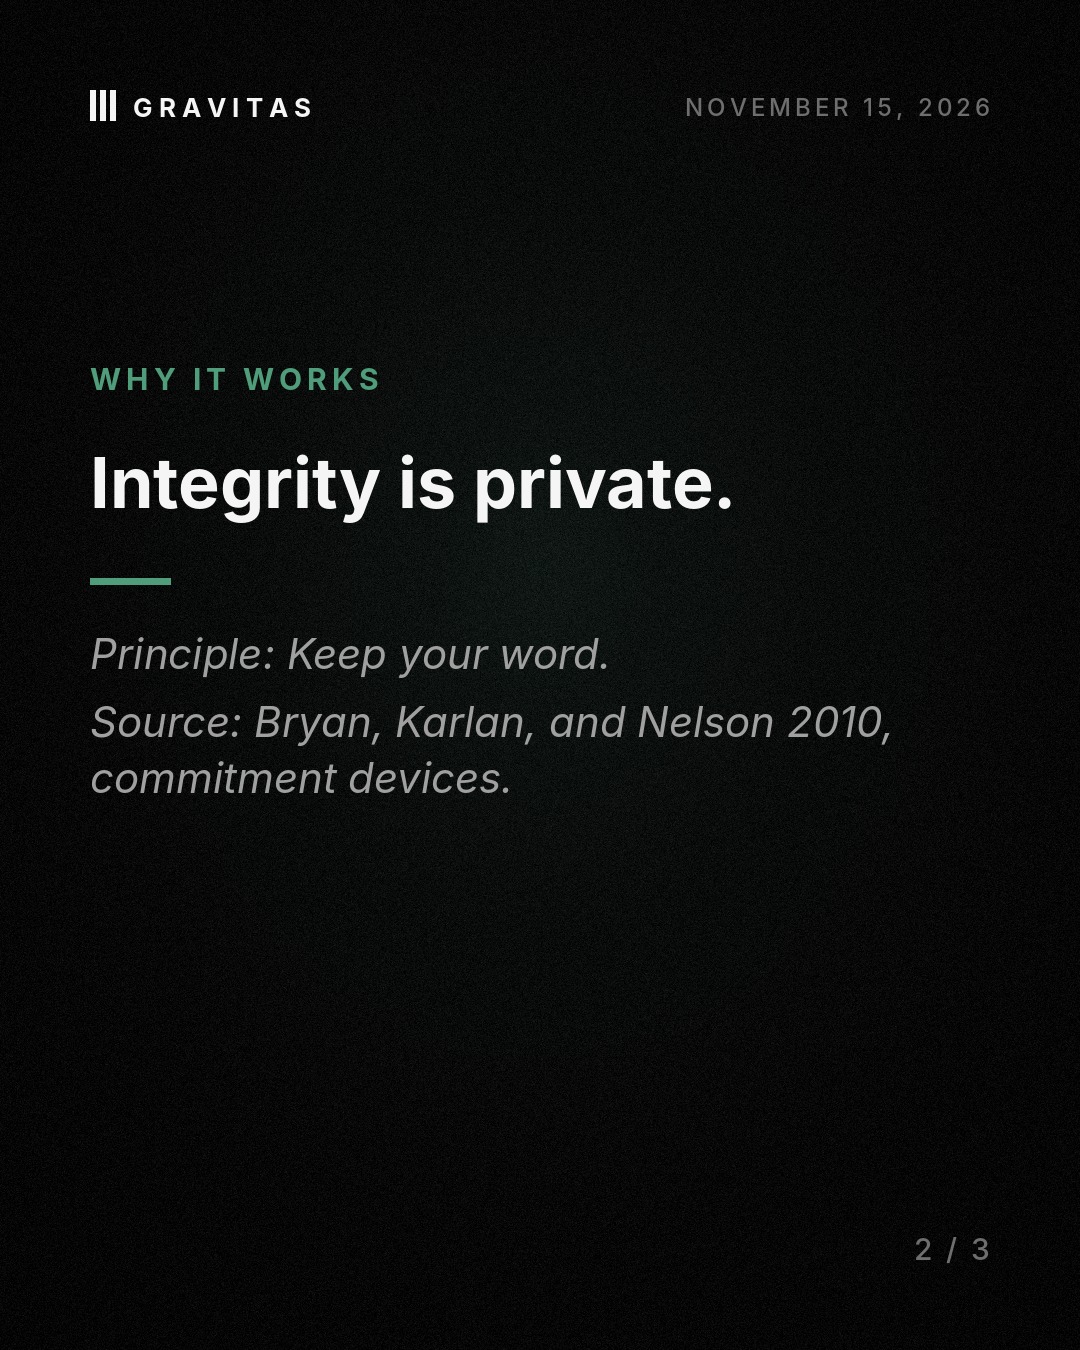 GRAVITAS
NOVEMBER 15, 2026
WHY IT WORKS
Integrity is private.
Principle: Keep your word.
Source: Bryan, Karlan, and Nelson 2010,
commitment devices.
2 / 3